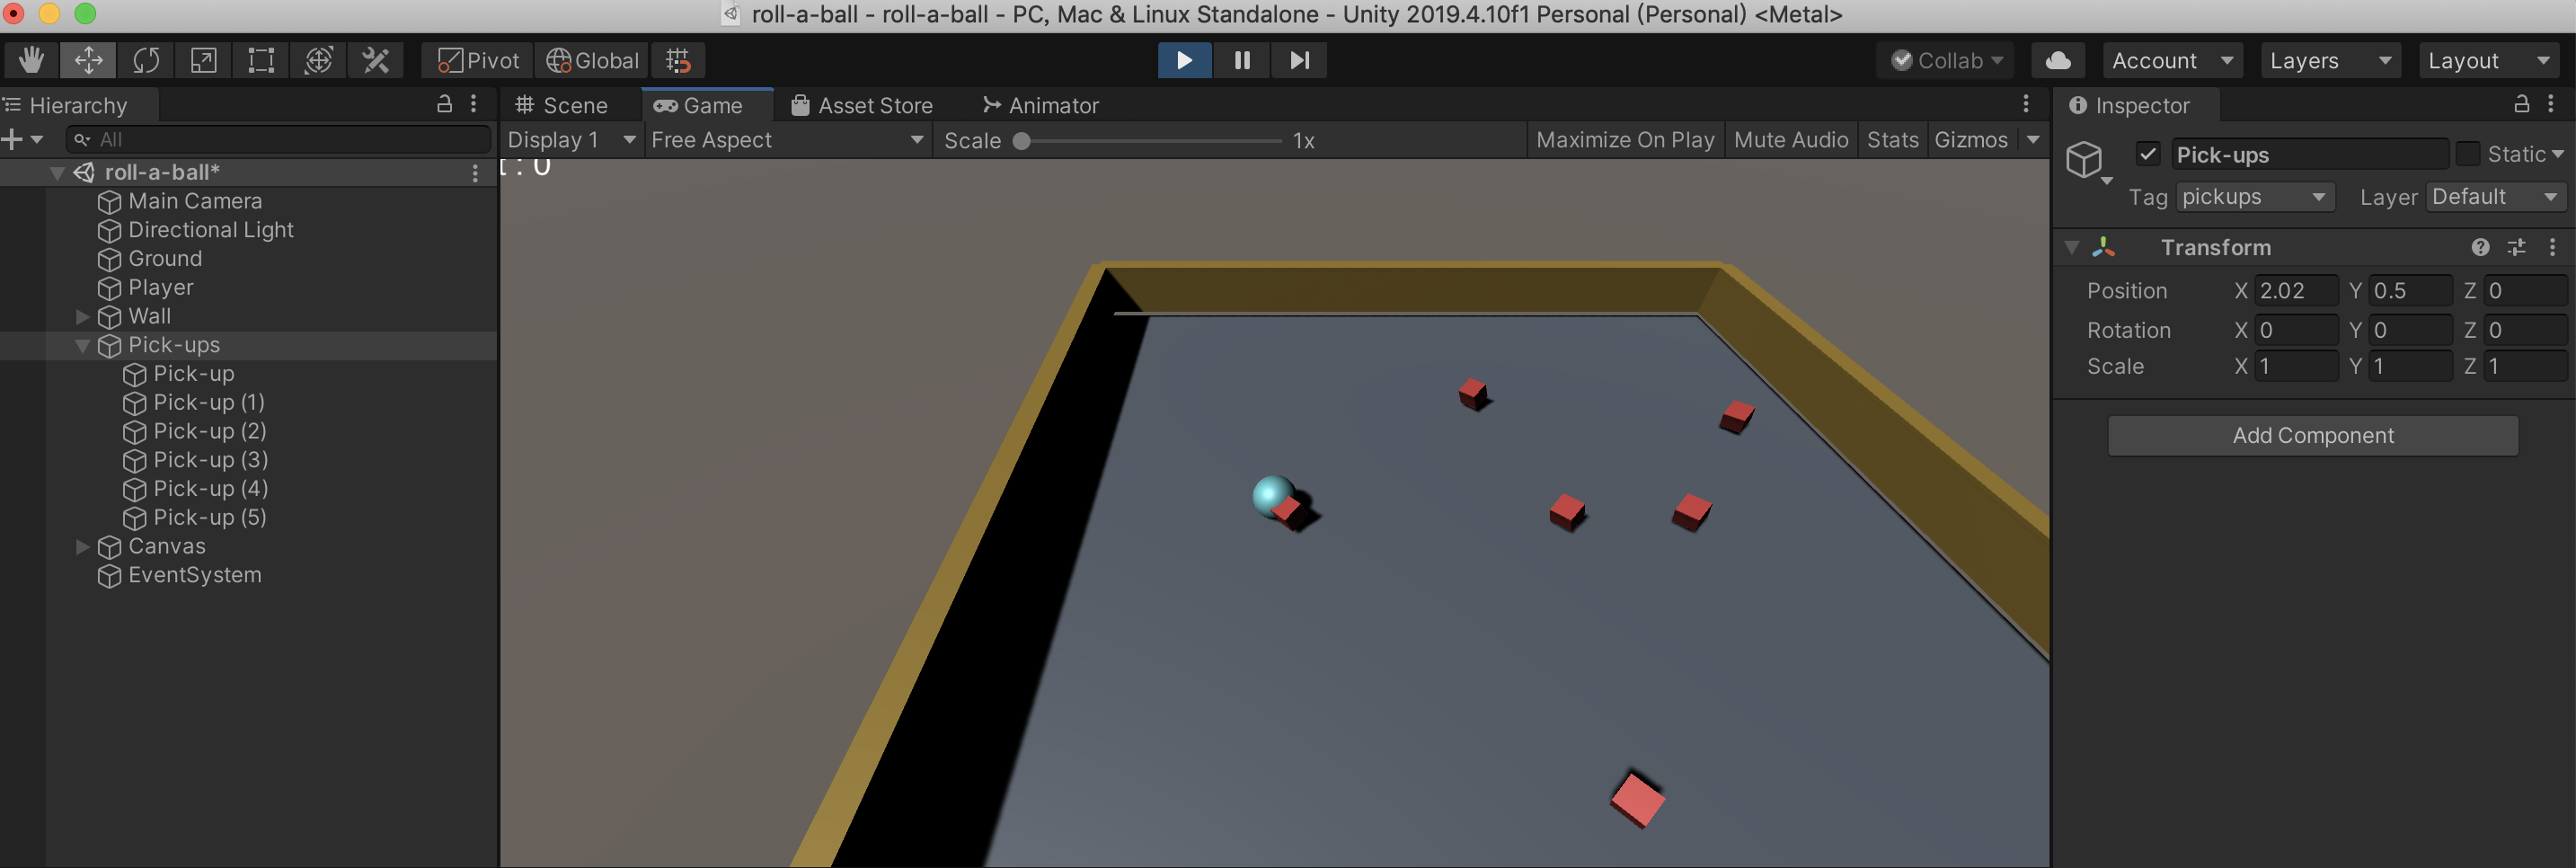 roll-a-ball - roll-a-ball - PC, Mac & Linux Standalone - Unity 2019.4.10f1 Personal (Personal) <Metal>
Pivot Global Collab Account Layers Layout
Hierarchy Scene Game Asset Store Animator Inspector
All Display 1 Free Aspect Scale 1x Maximize On Play Mute Audio Stats Gizmos
Pick-ups Static
Tag pickups Layer Default
roll-a-ball*
t : 0
Main Camera
Directional Light
Ground
Player
Wall
Pick-ups
Pick-up
Pick-up (1)
Pick-up (2)
Pick-up (3)
Pick-up (4)
Pick-up (5)
Canvas
EventSystem
Transform
Position X 2.02 Y 0.5 Z 0
Rotation X 0 Y 0 Z 0
Scale X 1 Y 1 Z 1
Add Component